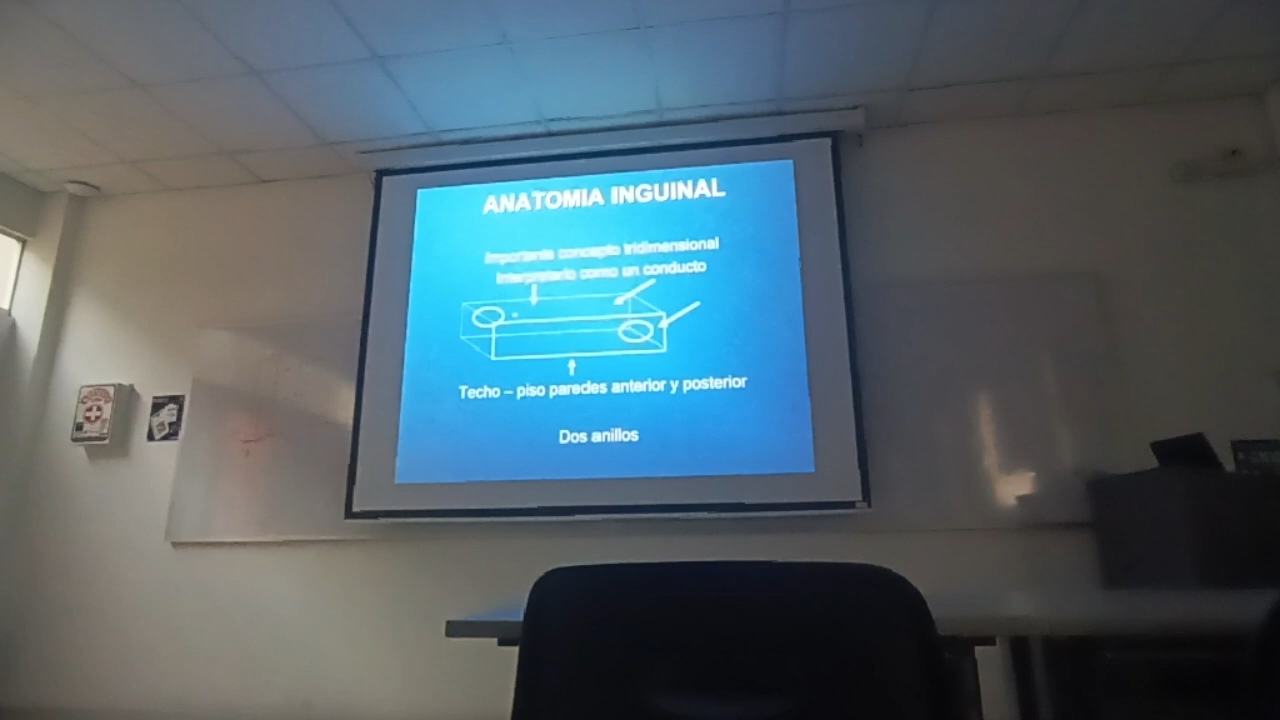 ANATOMIA INGUINAL
Importante concepto tridimensional
Interpretarlo como un conducto
Techo – piso paredes anterior y posterior
Dos anillos